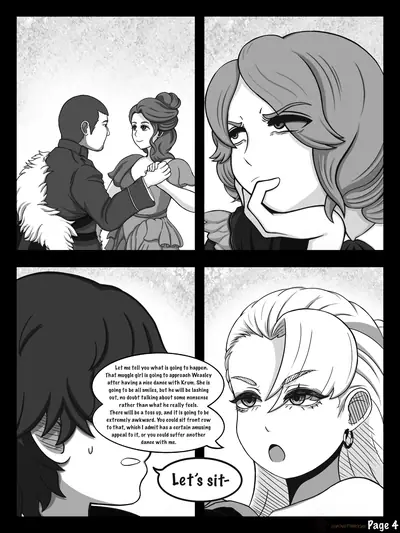 Let me tell you what is going to happen.
That muggle girl is going to approach Weasley
after having a nice dance with Krum. She is
going to be all smiles, but he will be lashing
out, no doubt talking about some nonsense
rather than what he really feels.
There will be a toss up, and it is going to be
extremely awkward. You could sit front row
to that, which I admit has a certain amusing
appeal to it, or you could suffer another
dance with me.
Let's sit-
Page 4